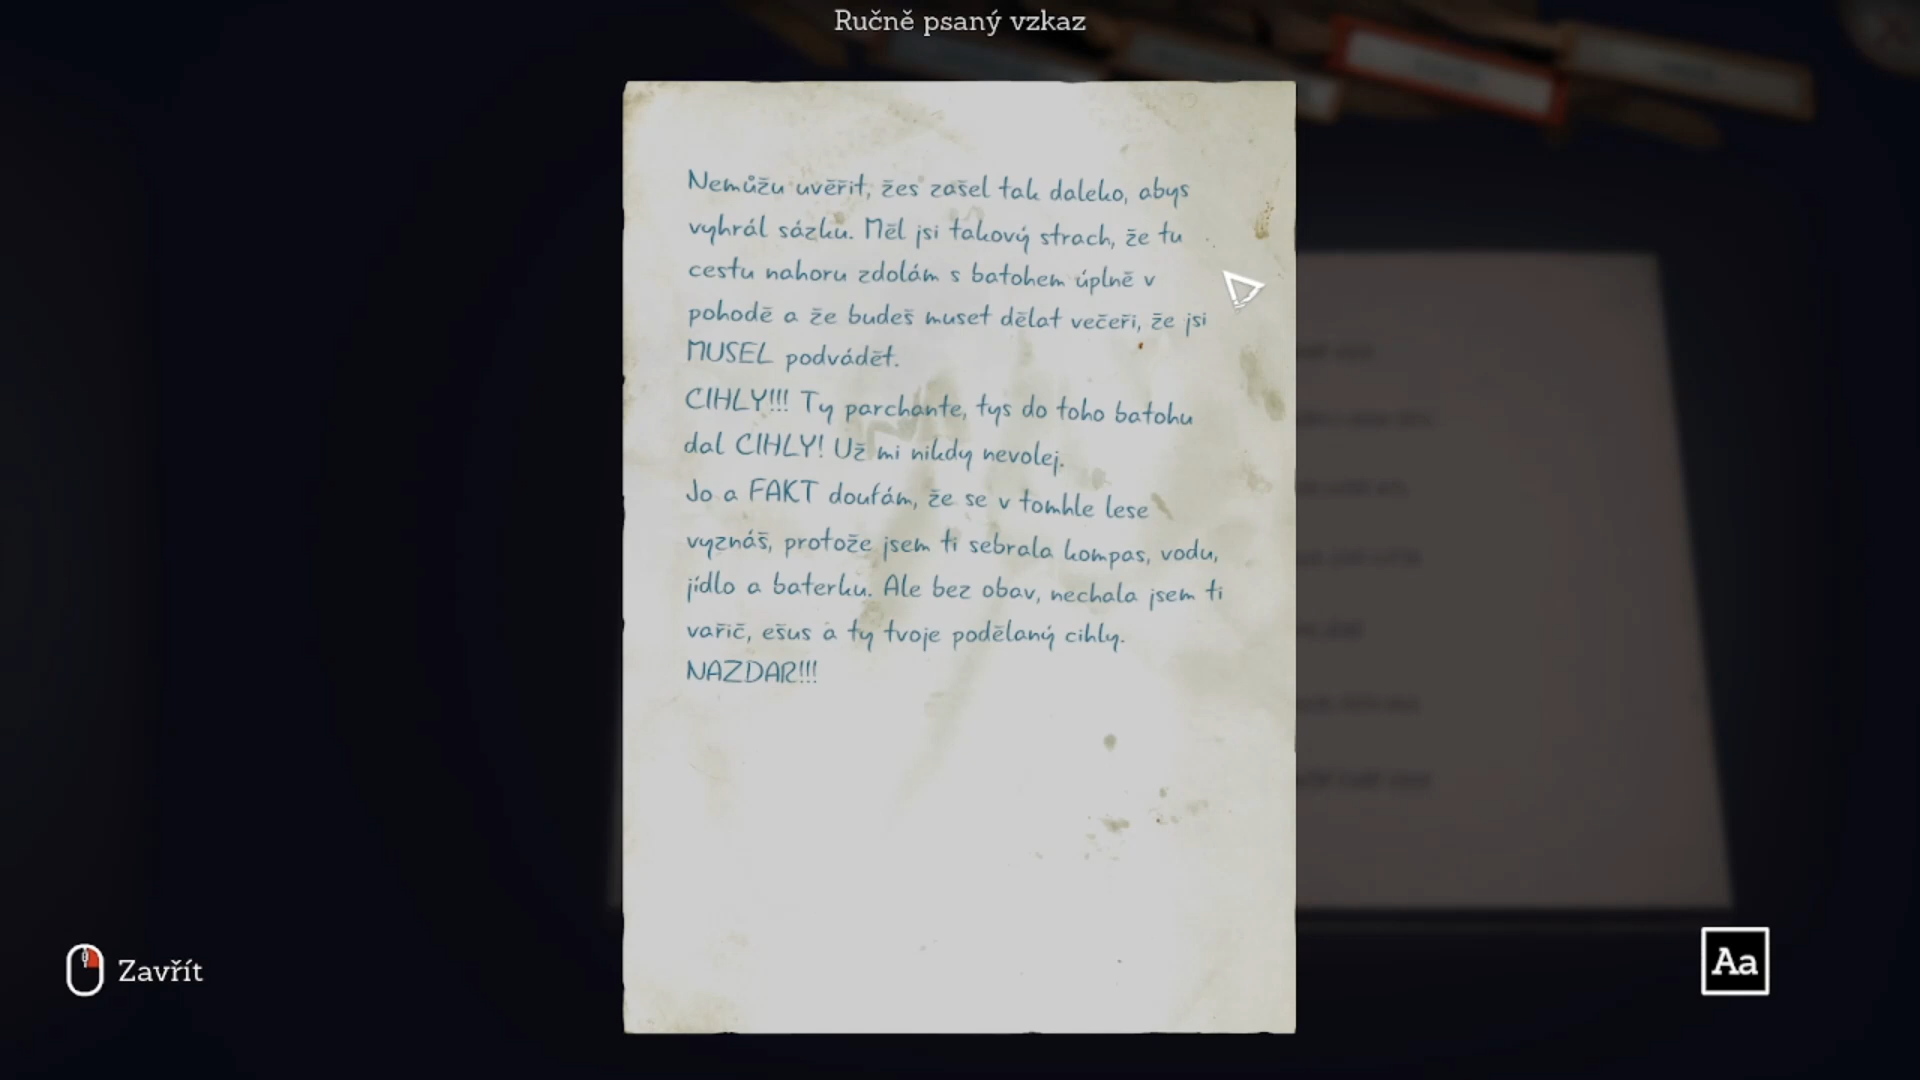 Ručně psaný vzkaz
Nemůžu uvěřit, žes zašel tak daleko, abys
vyhrál sázku. Měl jsi takový strach, že tu
cestu nahoru zdolám s batohem úplně v
pohodě a že budeš muset dělat večeři, že jsi
MUSEL podvádět.
CIHLY!!! Ty parchante, tys do toho batohu
dal CIHLY! Už mi nikdy nevolej.
Jo a FAKT doufám, že se v tomhle lese
vyznáš, protože jsem ti sebrala kompas, vodu,
jídlo a baterku. Ale bez obav, nechala jsem ti
vařič, ešus a ty tvoje podělaný cihly.
NAZDAR!!!
Zavřít
Aa